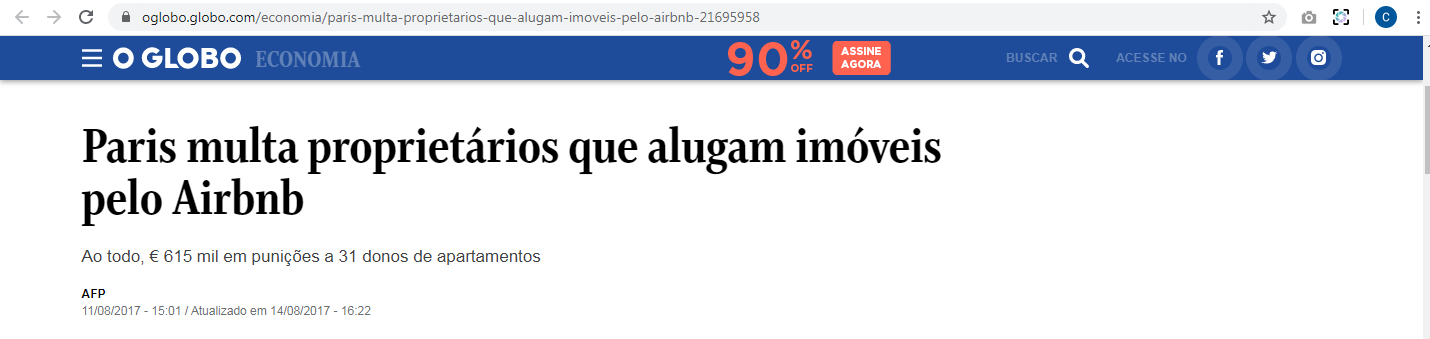 oglobo.globo.com/economia/paris-multa-proprietarios-que-alugam-imoveis-pelo-airbnb-21695958
C
O GLOBO ECONOMIA
90% OFF
ASSINE
AGORA
BUSCAR
ACESSE NO
Paris multa proprietários que alugam imóveis
pelo Airbnb
Ao todo, € 615 mil em punições a 31 donos de apartamentos
AFP
11/08/2017 - 15:01 / Atualizado em 14/08/2017 - 16:22